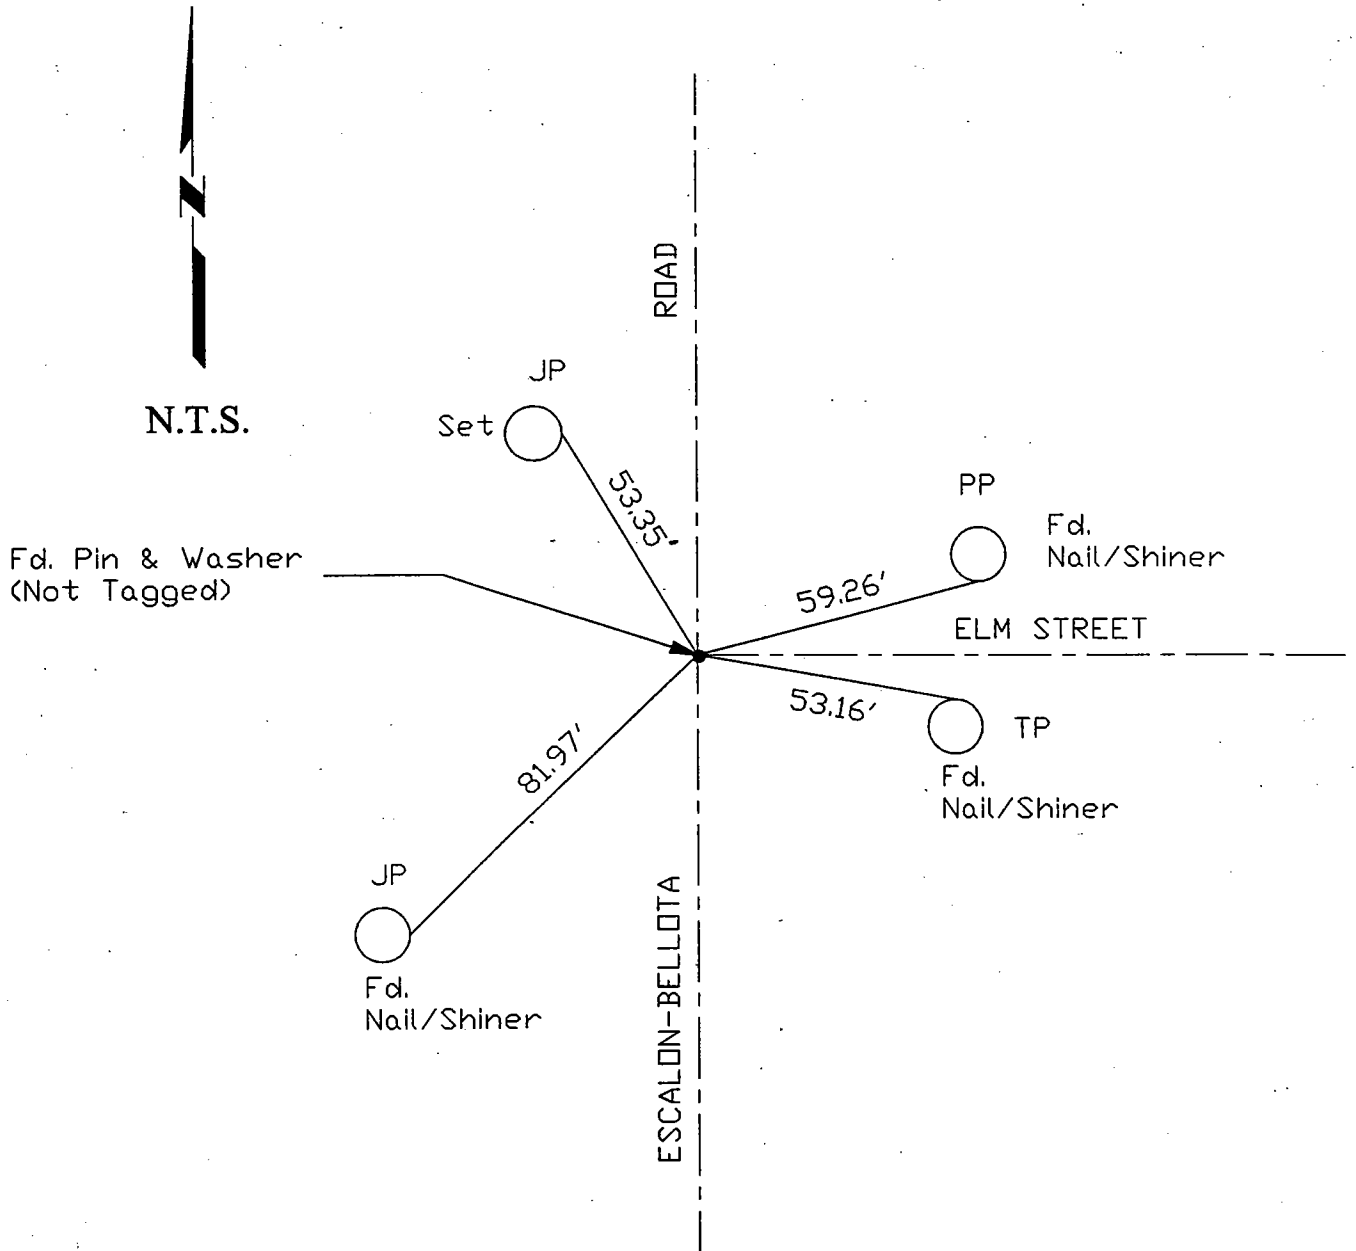 N
N.T.S.
ROAD
JP
Set
53.35'
PP
Fd.
Nail/Shiner
Fd. Pin & Washer
(Not Tagged)
59.26'
ELM STREET
53.16'
TP
Fd.
Nail/Shiner
81.97'
JP
Fd.
Nail/Shiner
ESCALON-BELLOTA